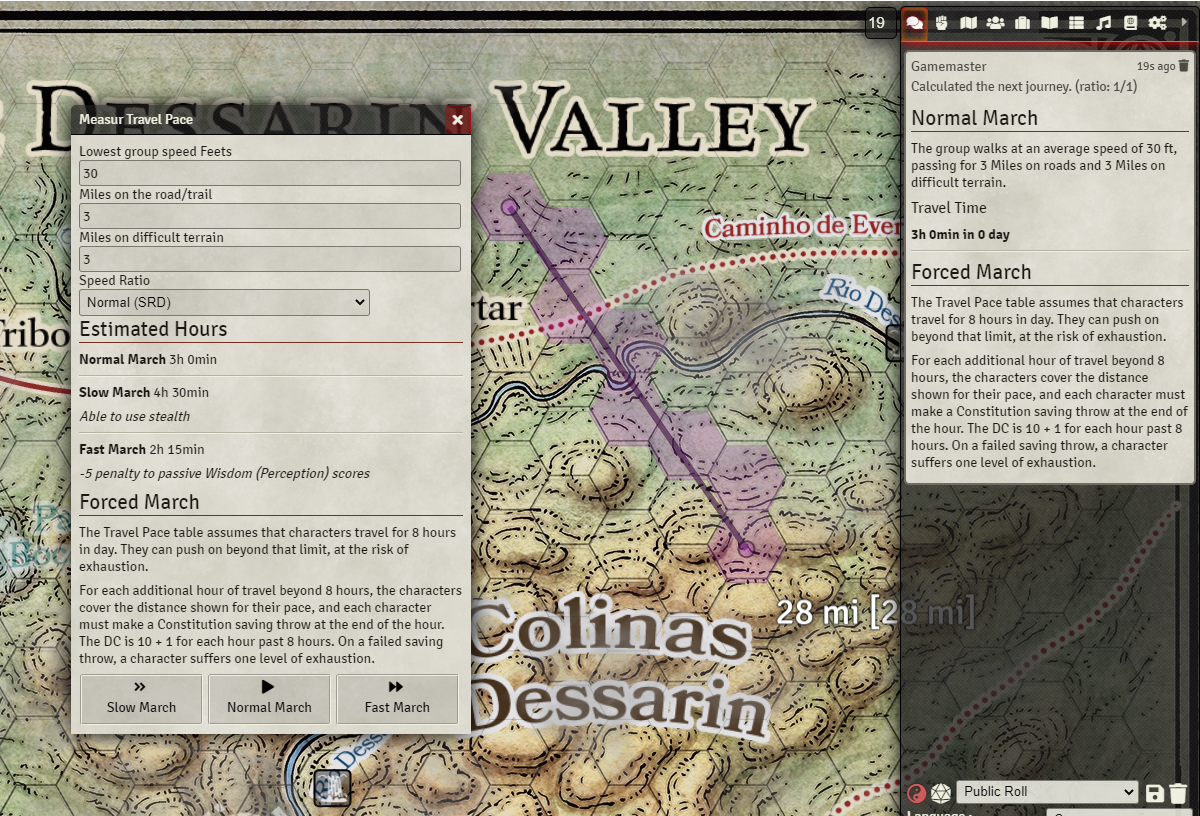 DESSARIN VALLEY
19
Measur Travel Pace
Lowest group speed Feets
30
Miles on the road/trail
3
Miles on difficult terrain
3
Speed Ratio
Normal (SRD)
Estimated Hours
Normal March 3h 0min
Slow March 4h 30min
Able to use stealth
Fast March 2h 15min
-5 penalty to passive Wisdom (Perception) scores
Forced March
The Travel Pace table assumes that characters travel for 8 hours
in day. They can push on beyond that limit, at the risk of
exhaustion.
For each additional hour of travel beyond 8 hours, the characters
cover the distance shown for their pace, and each character
must make a Constitution saving throw at the end of the hour.
The DC is 10 + 1 for each hour past 8 hours. On a failed saving
throw, a character suffers one level of exhaustion.
Slow March
Normal March
Fast March
Caminho de Ever
Rio Des
tar
Tribo
28 mi [28 mi]
Colinas
Dessarin
Dess
Gamemaster
19s ago
Calculated the next journey. (ratio: 1/1)
Normal March
The group walks at an average speed of 30 ft,
passing for 3 Miles on roads and 3 Miles on
difficult terrain.
Travel Time
3h 0min in 0 day
Forced March
The Travel Pace table assumes that characters
travel for 8 hours in day. They can push on
beyond that limit, at the risk of exhaustion.
For each additional hour of travel beyond 8
hours, the characters cover the distance
shown for their pace, and each character must
make a Constitution saving throw at the end of
the hour. The DC is 10 + 1 for each hour past 8
hours. On a failed saving throw, a character
suffers one level of exhaustion.
Public Roll